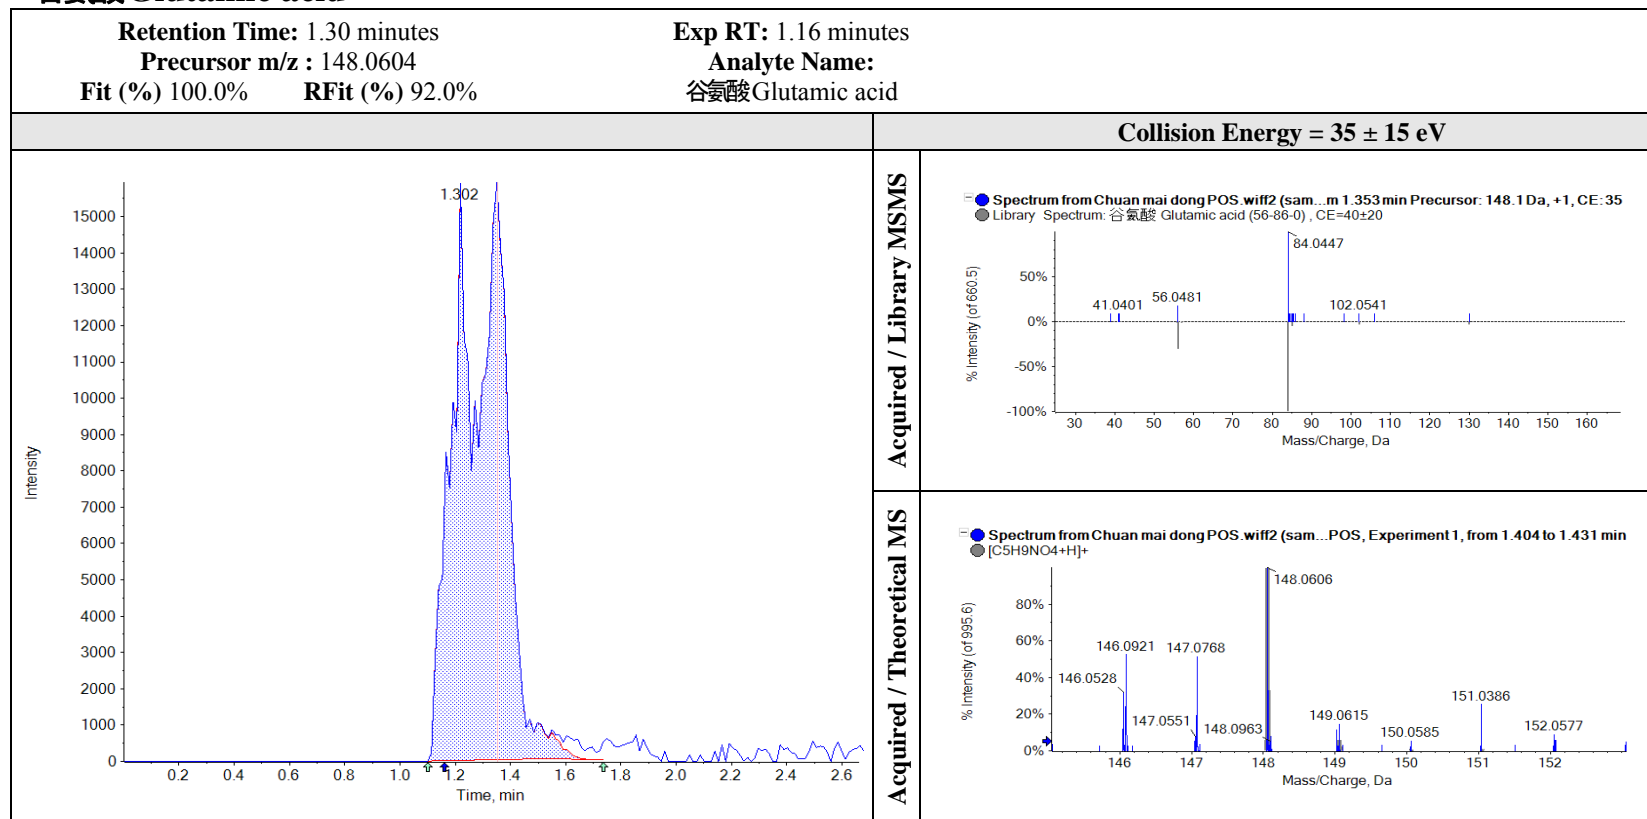 谷氨酸 Glutamic acid
Retention Time: 1.30 minutes Exp RT: 1.16 minutes
Precursor m/z : 148.0604 Analyte Name:
Fit (%) 100.0% RFit (%) 92.0% 谷氨酸Glutamic acid
Collision Energy = 35 ± 15 eV
Intensity
15000
14000
13000
12000
11000
10000
9000
8000
7000
6000
5000
4000
3000
2000
1000
0
1.302
0.2 0.4 0.6 0.8 1.0 1.2 1.4 1.6 1.8 2.0 2.2 2.4 2.6
Time, min
Acquired / Library MSMS
Spectrum from Chuan mai dong POS.wiff2 (sam...m 1.353 min Precursor: 148.1 Da, +1, CE: 35
Library Spectrum: 谷氨酸 Glutamic acid (56-86-0) , CE=40±20
% Intensity (of 660.5)
50%
0%
-50%
-100%
84.0447
41.0401 56.0481 102.0541
30 40 50 60 70 80 90 100 110 120 130 140 150 160
Mass/Charge, Da
Acquired / Theoretical MS
Spectrum from Chuan mai dong POS.wiff2 (sam...POS, Experiment 1, from 1.404 to 1.431 min
[C5H9NO4+H]+
% Intensity (of 995.6)
80%
60%
40%
20%
0%
148.0606
146.0921 147.0768
146.0528
151.0386
147.0551 148.0963 149.0615 150.0585 152.0577
146 147 148 149 150 151 152
Mass/Charge, Da